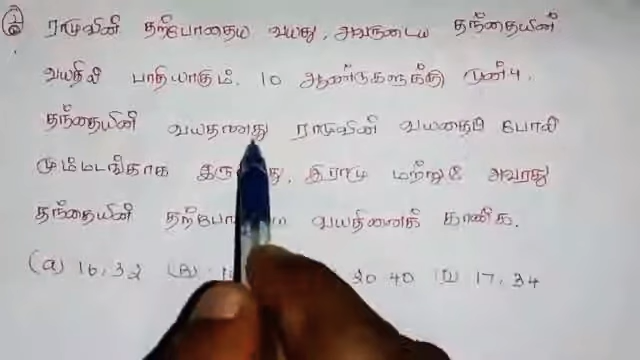 ② ராமுவின் தற்போதைய வயது, அவருடைய தந்தையின்
வயதில் பாதியாகும். 10 ஆண்டுகளுக்கு முன்பு,
தந்தையின் வயதானது ராமுவின் வயதைப் போல்
மும்மடங்காக இராமு மற்றும் அவரது
தந்தையின் வயதினைக் காண்க.
(a) 16, 32 (B) 20 40 (D) 17, 34